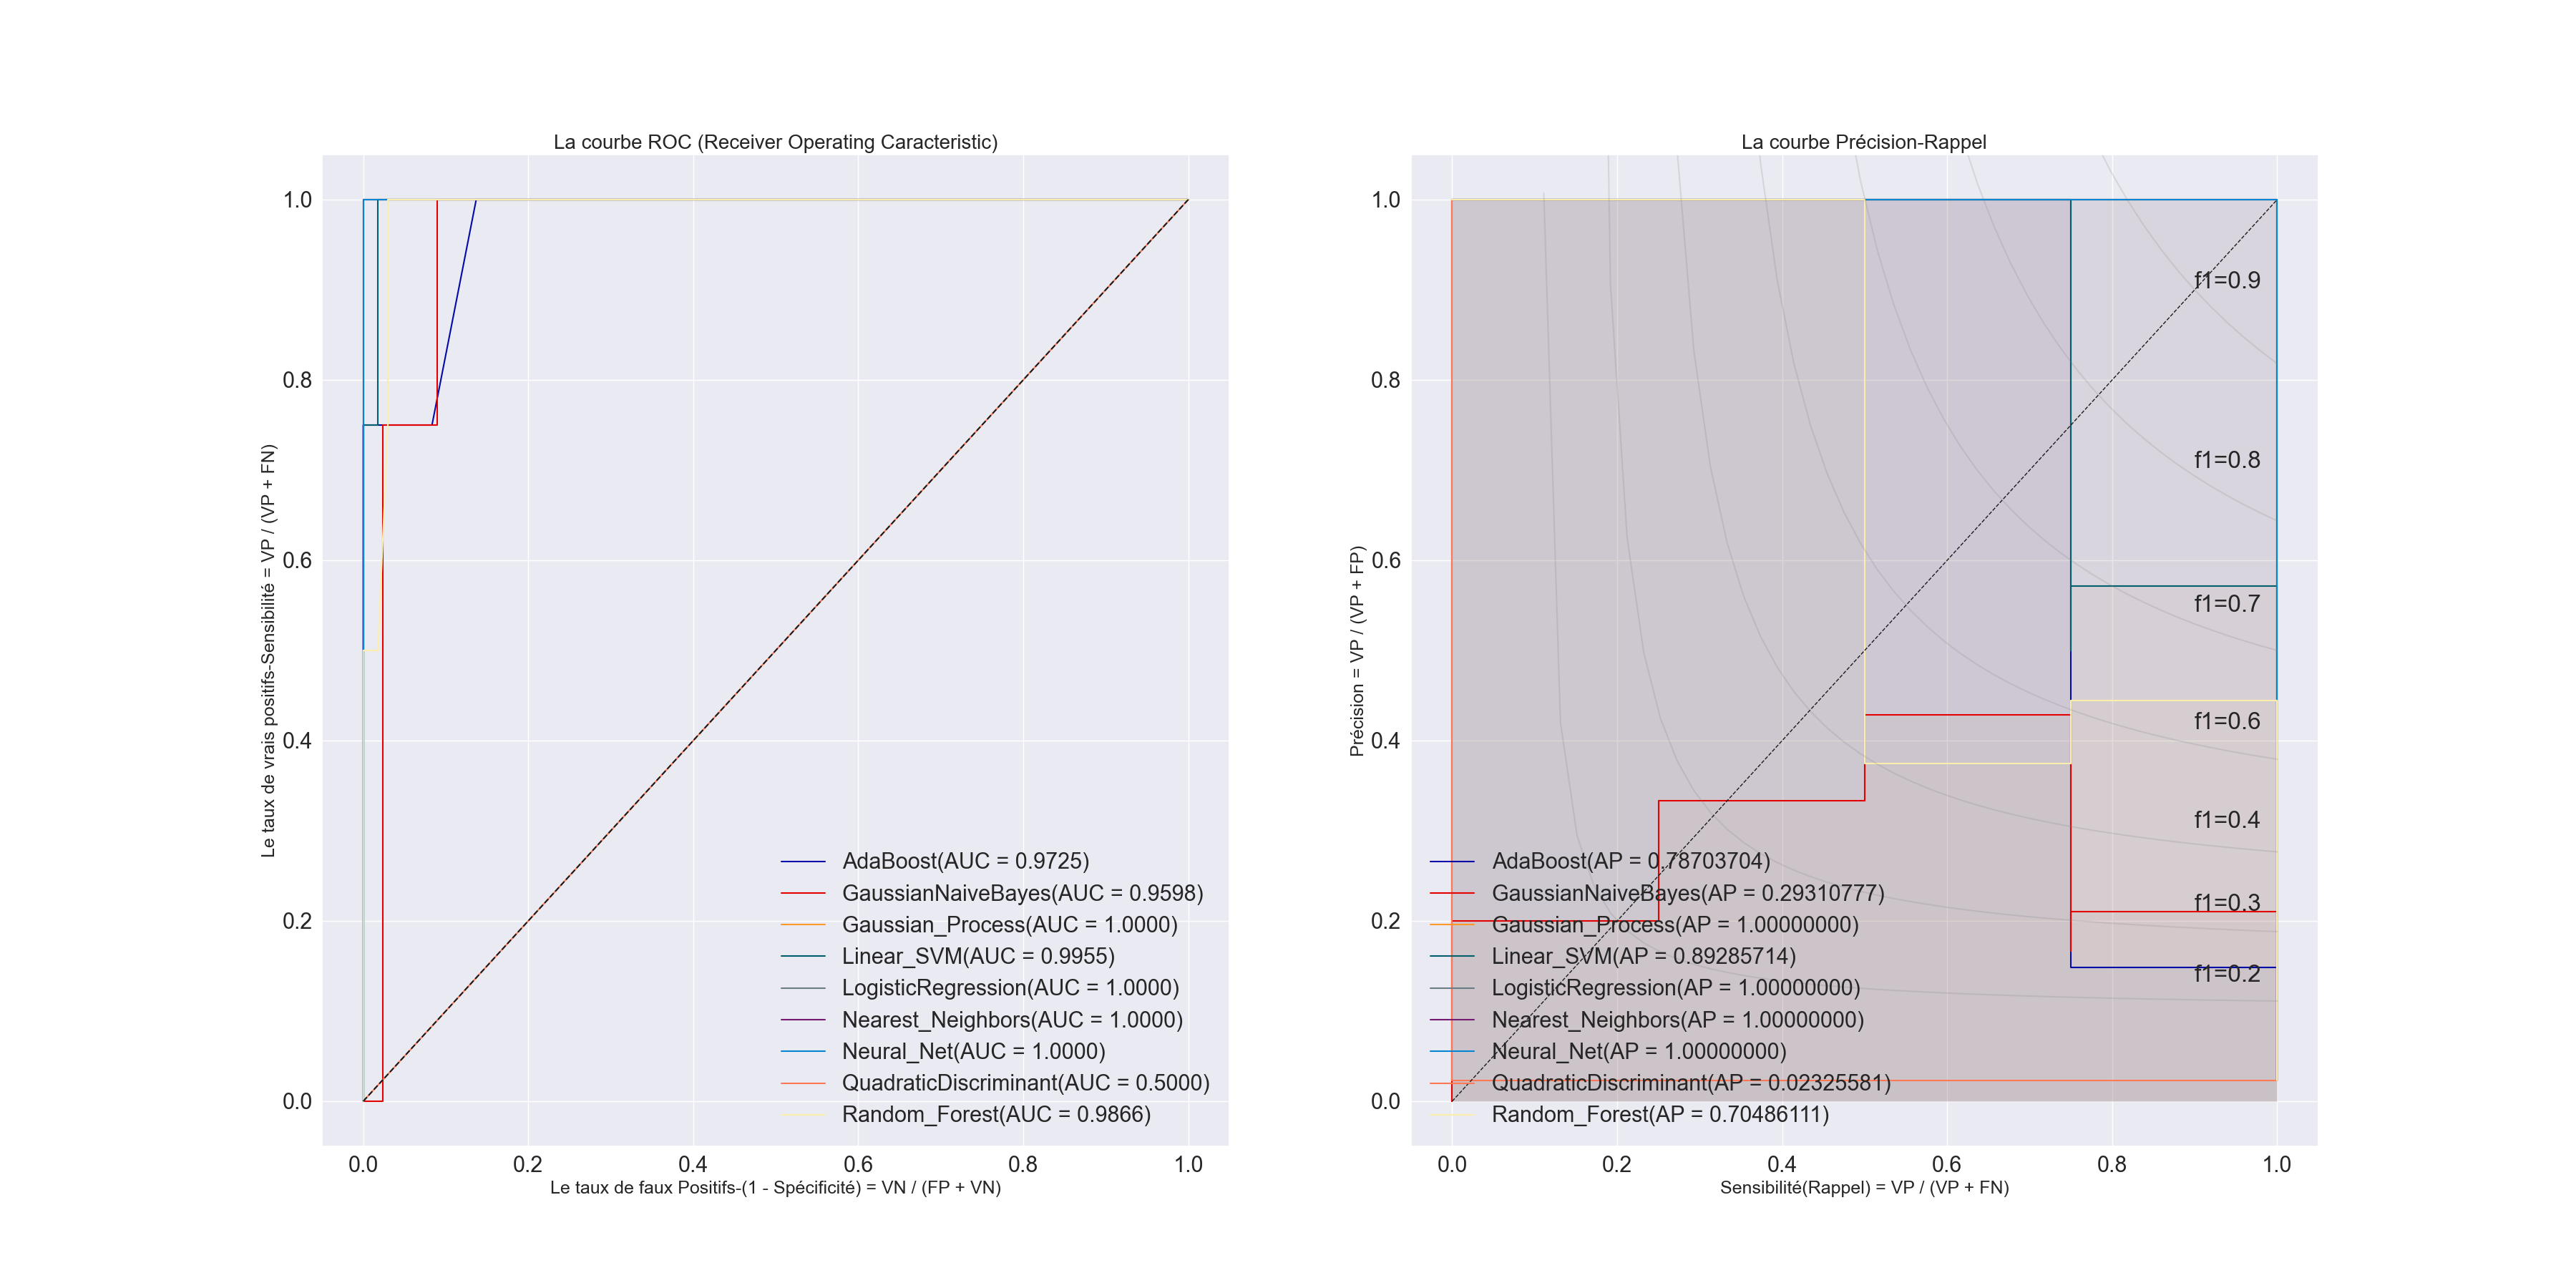 La courbe ROC (Receiver Operating Caracteristic)
1.0
0.8
0.6
0.4
0.2
0.0
Le taux de vrais positifs-Sensibilité = VP / (VP + FN)
AdaBoost(AUC = 0.9725)
GaussianNaiveBayes(AUC = 0.9598)
Gaussian_Process(AUC = 1.0000)
Linear_SVM(AUC = 0.9955)
LogisticRegression(AUC = 1.0000)
Nearest_Neighbors(AUC = 1.0000)
Neural_Net(AUC = 1.0000)
QuadraticDiscriminant(AUC = 0.5000)
Random_Forest(AUC = 0.9866)
0.0 0.2 0.4 0.6 0.8 1.0
Le taux de faux Positifs-(1 - Spécificité) = VN / (FP + VN)
La courbe Précision-Rappel
1.0
0.8
0.6
0.4
0.2
0.0
Précision = VP / (VP + FP)
f1=0.9
f1=0.8
f1=0.7
f1=0.6
f1=0.4
f1=0.3
f1=0.2
AdaBoost(AP = 0.78703704)
GaussianNaiveBayes(AP = 0.29310777)
Gaussian_Process(AP = 1.00000000)
Linear_SVM(AP = 0.89285714)
LogisticRegression(AP = 1.00000000)
Nearest_Neighbors(AP = 1.00000000)
Neural_Net(AP = 1.00000000)
QuadraticDiscriminant(AP = 0.02325581)
Random_Forest(AP = 0.70486111)
0.0 0.2 0.4 0.6 0.8 1.0
Sensibilité(Rappel) = VP / (VP + FN)